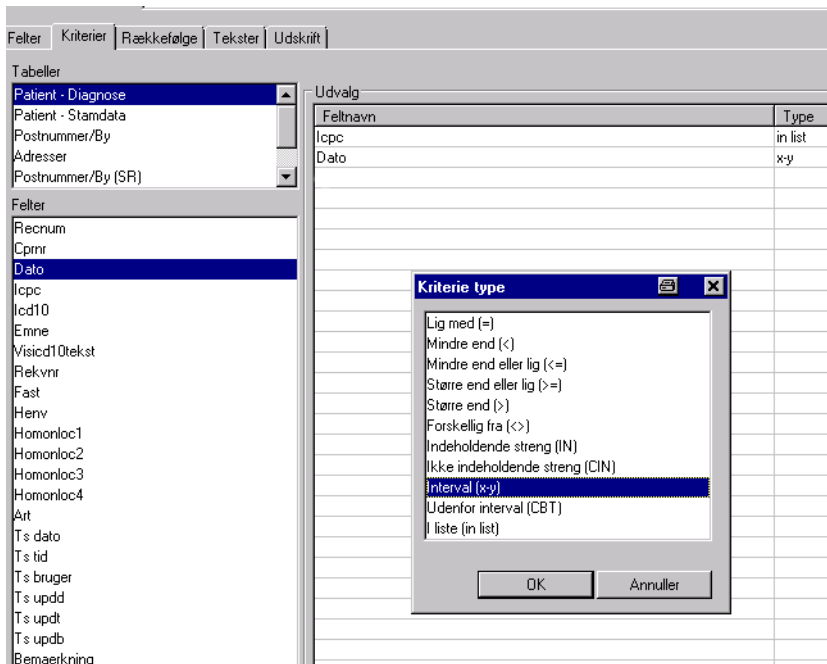 Felter Kriterier Rækkefølge Tekster Udskrift
Tabeller
Patient - Diagnose
Patient - Stamdata
Postnummer/By
Adresser
Postnummer/By (SR)
Felter
Recnum
Cprnr
Dato
Icpc
Icd10
Emne
Visicd10tekst
Rekvnr
Fast
Henv
Homonloc1
Homonloc2
Homonloc3
Homonloc4
Art
Ts dato
Ts tid
Ts bruger
Ts updd
Ts updt
Ts updb
Bemaerkning
Udvalg
Feltnavn Type
Icpc in list
Dato x-y
Kriterie type
Lig med (=)
Mindre end (<)
Mindre end eller lig (<=)
Større end eller lig (>=)
Større end (>)
Forskellig fra (<>)
Indeholdende streng (IN)
Ikke indeholdende streng (CIN)
Interval (x-y)
Udenfor interval (CBT)
I liste (in list)
OK Annuller